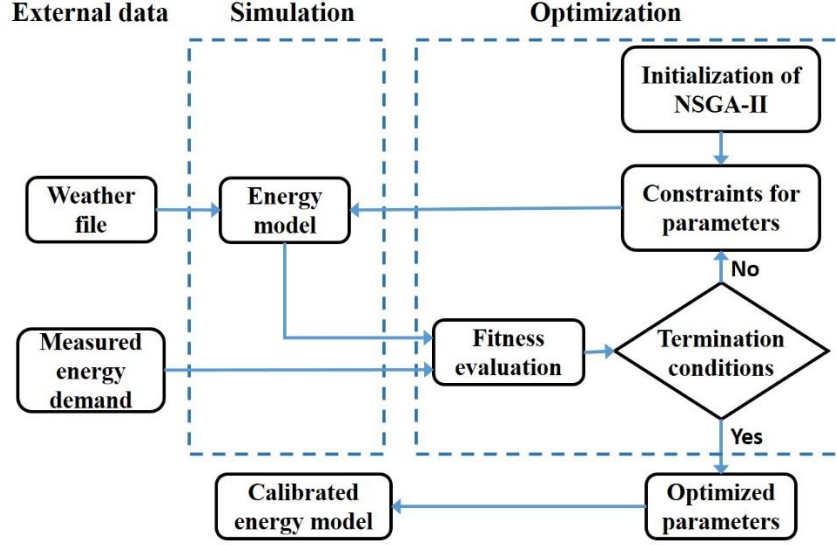 External data
Simulation
Optimization
Initialization of
NSGA-II
Weather
file
Energy
model
Constraints for
parameters
No
Measured
energy
demand
Fitness
evaluation
Termination
conditions
Yes
Calibrated
energy model
Optimized
parameters